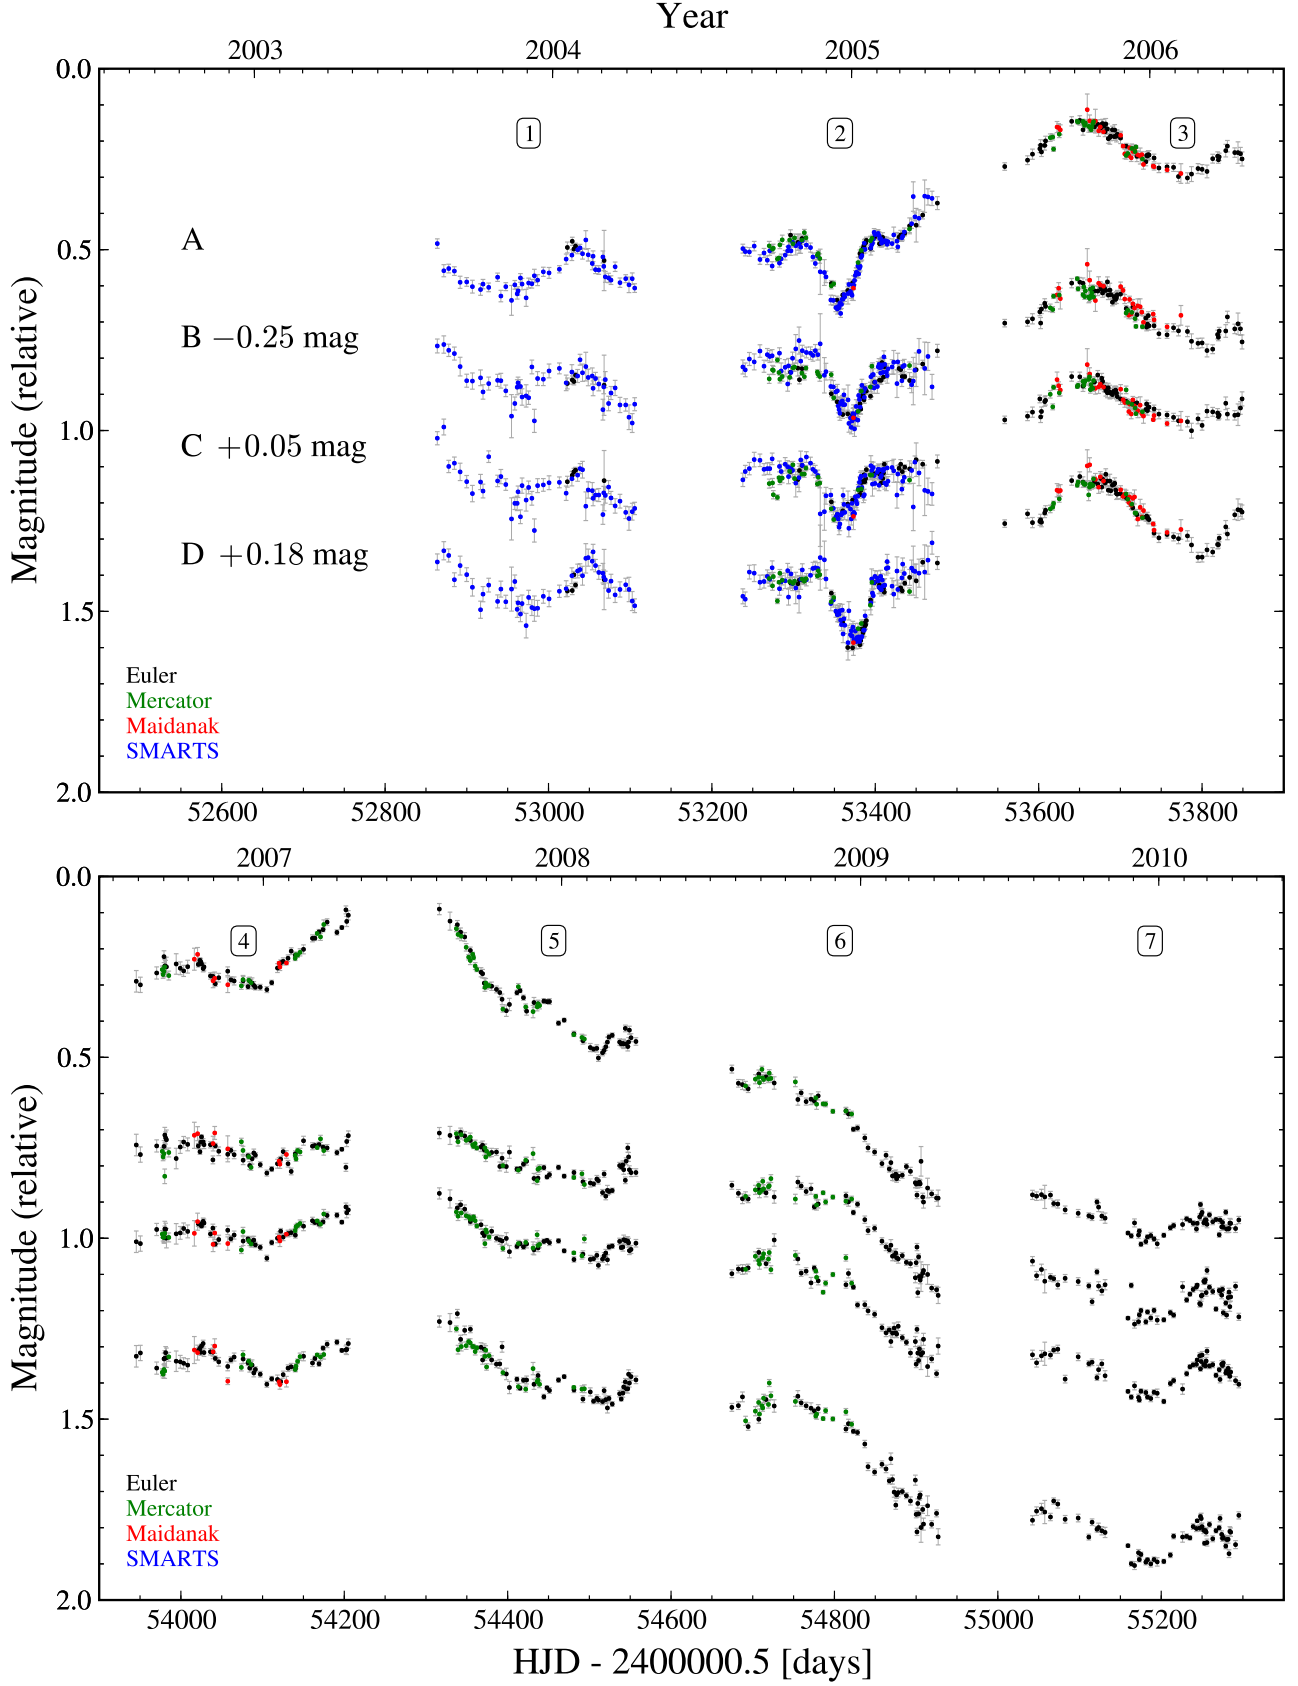 Year
2003 2004 2005 2006
0.0
1 2 3
A
0.5
B −0.25 mag
1.0
C +0.05 mag
D +0.18 mag
1.5
Euler
Mercator
Maidanak
SMARTS
2.0
Magnitude (relative)
52600 52800 53000 53200 53400 53600 53800
2007 2008 2009 2010
0.0
4 5 6 7
0.5
1.0
1.5
Euler
Mercator
Maidanak
SMARTS
2.0
Magnitude (relative)
54000 54200 54400 54600 54800 55000 55200
HJD - 2400000.5 [days]